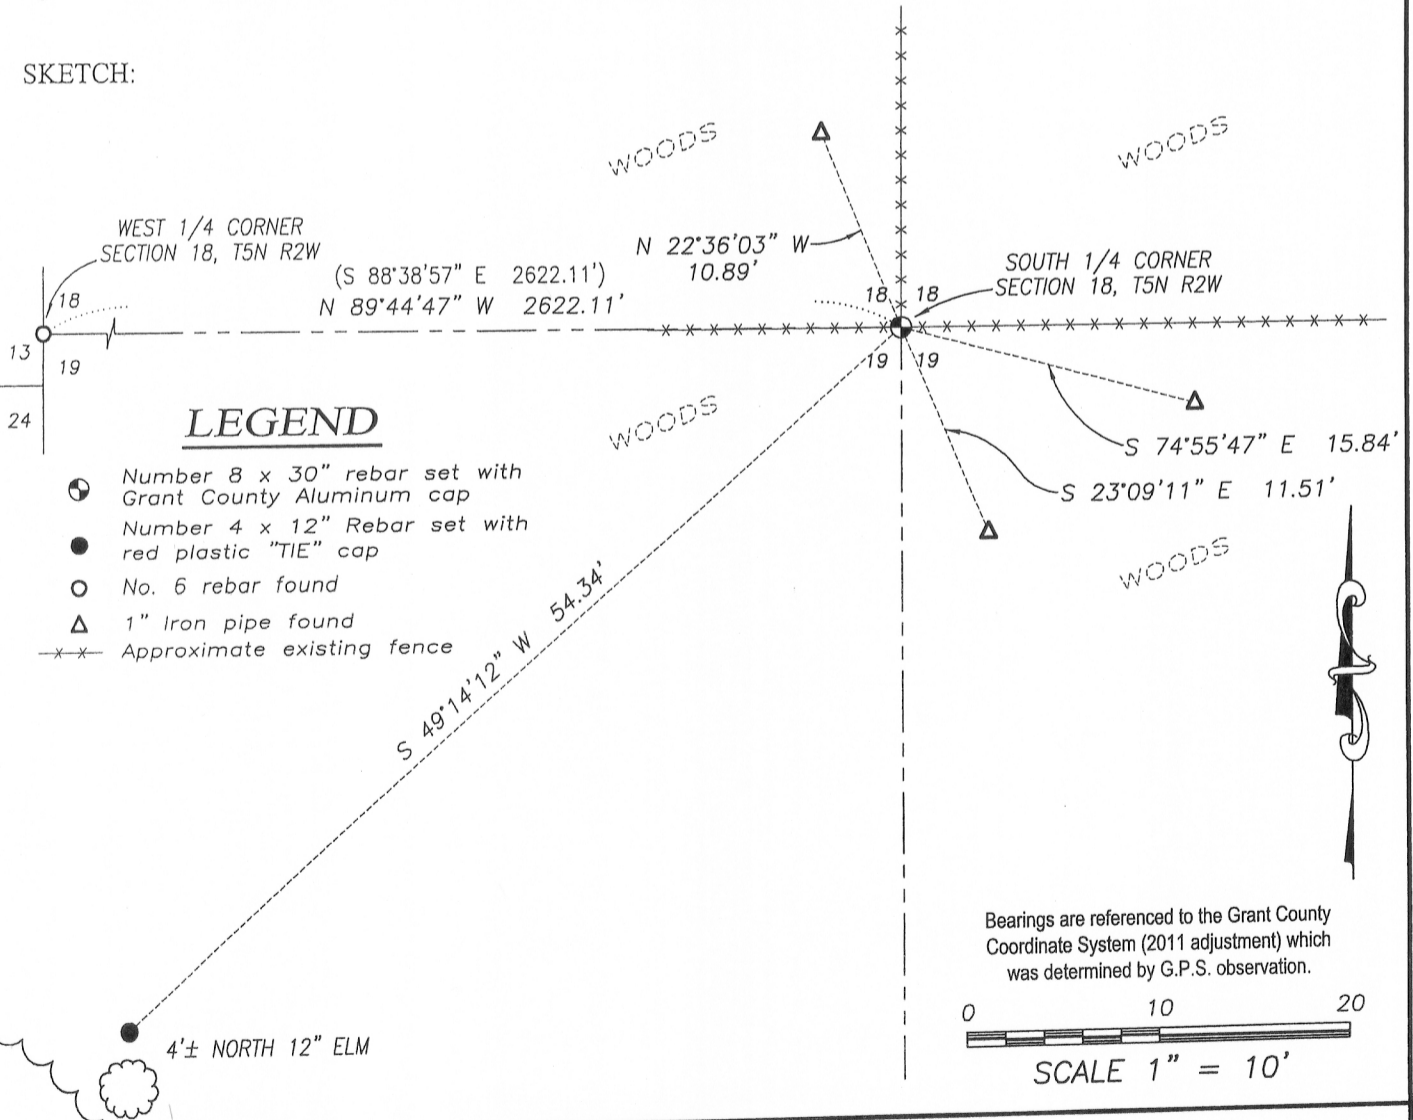 SKETCH:
WOODS
WOODS
WEST 1/4 CORNER
SECTION 18, T5N R2W
N 22°36'03" W
10.89'
(S 88°38'57" E 2622.11')
N 89°44'47" W 2622.11'
SOUTH 1/4 CORNER
SECTION 18, T5N R2W
18
18
18
13
19
19
19
24
LEGEND
WOODS
S 74°55'47" E 15.84'
S 23°09'11" E 11.51'
Number 8 x 30" rebar set with
Grant County Aluminum cap
Number 4 x 12" Rebar set with
red plastic "TIE" cap
No. 6 rebar found
1" Iron pipe found
Approximate existing fence
WOODS
S 49°14'12" W 54.34'
Bearings are referenced to the Grant County
Coordinate System (2011 adjustment) which
was determined by G.P.S. observation.
0 10 20
SCALE 1" = 10'
4'± NORTH 12" ELM